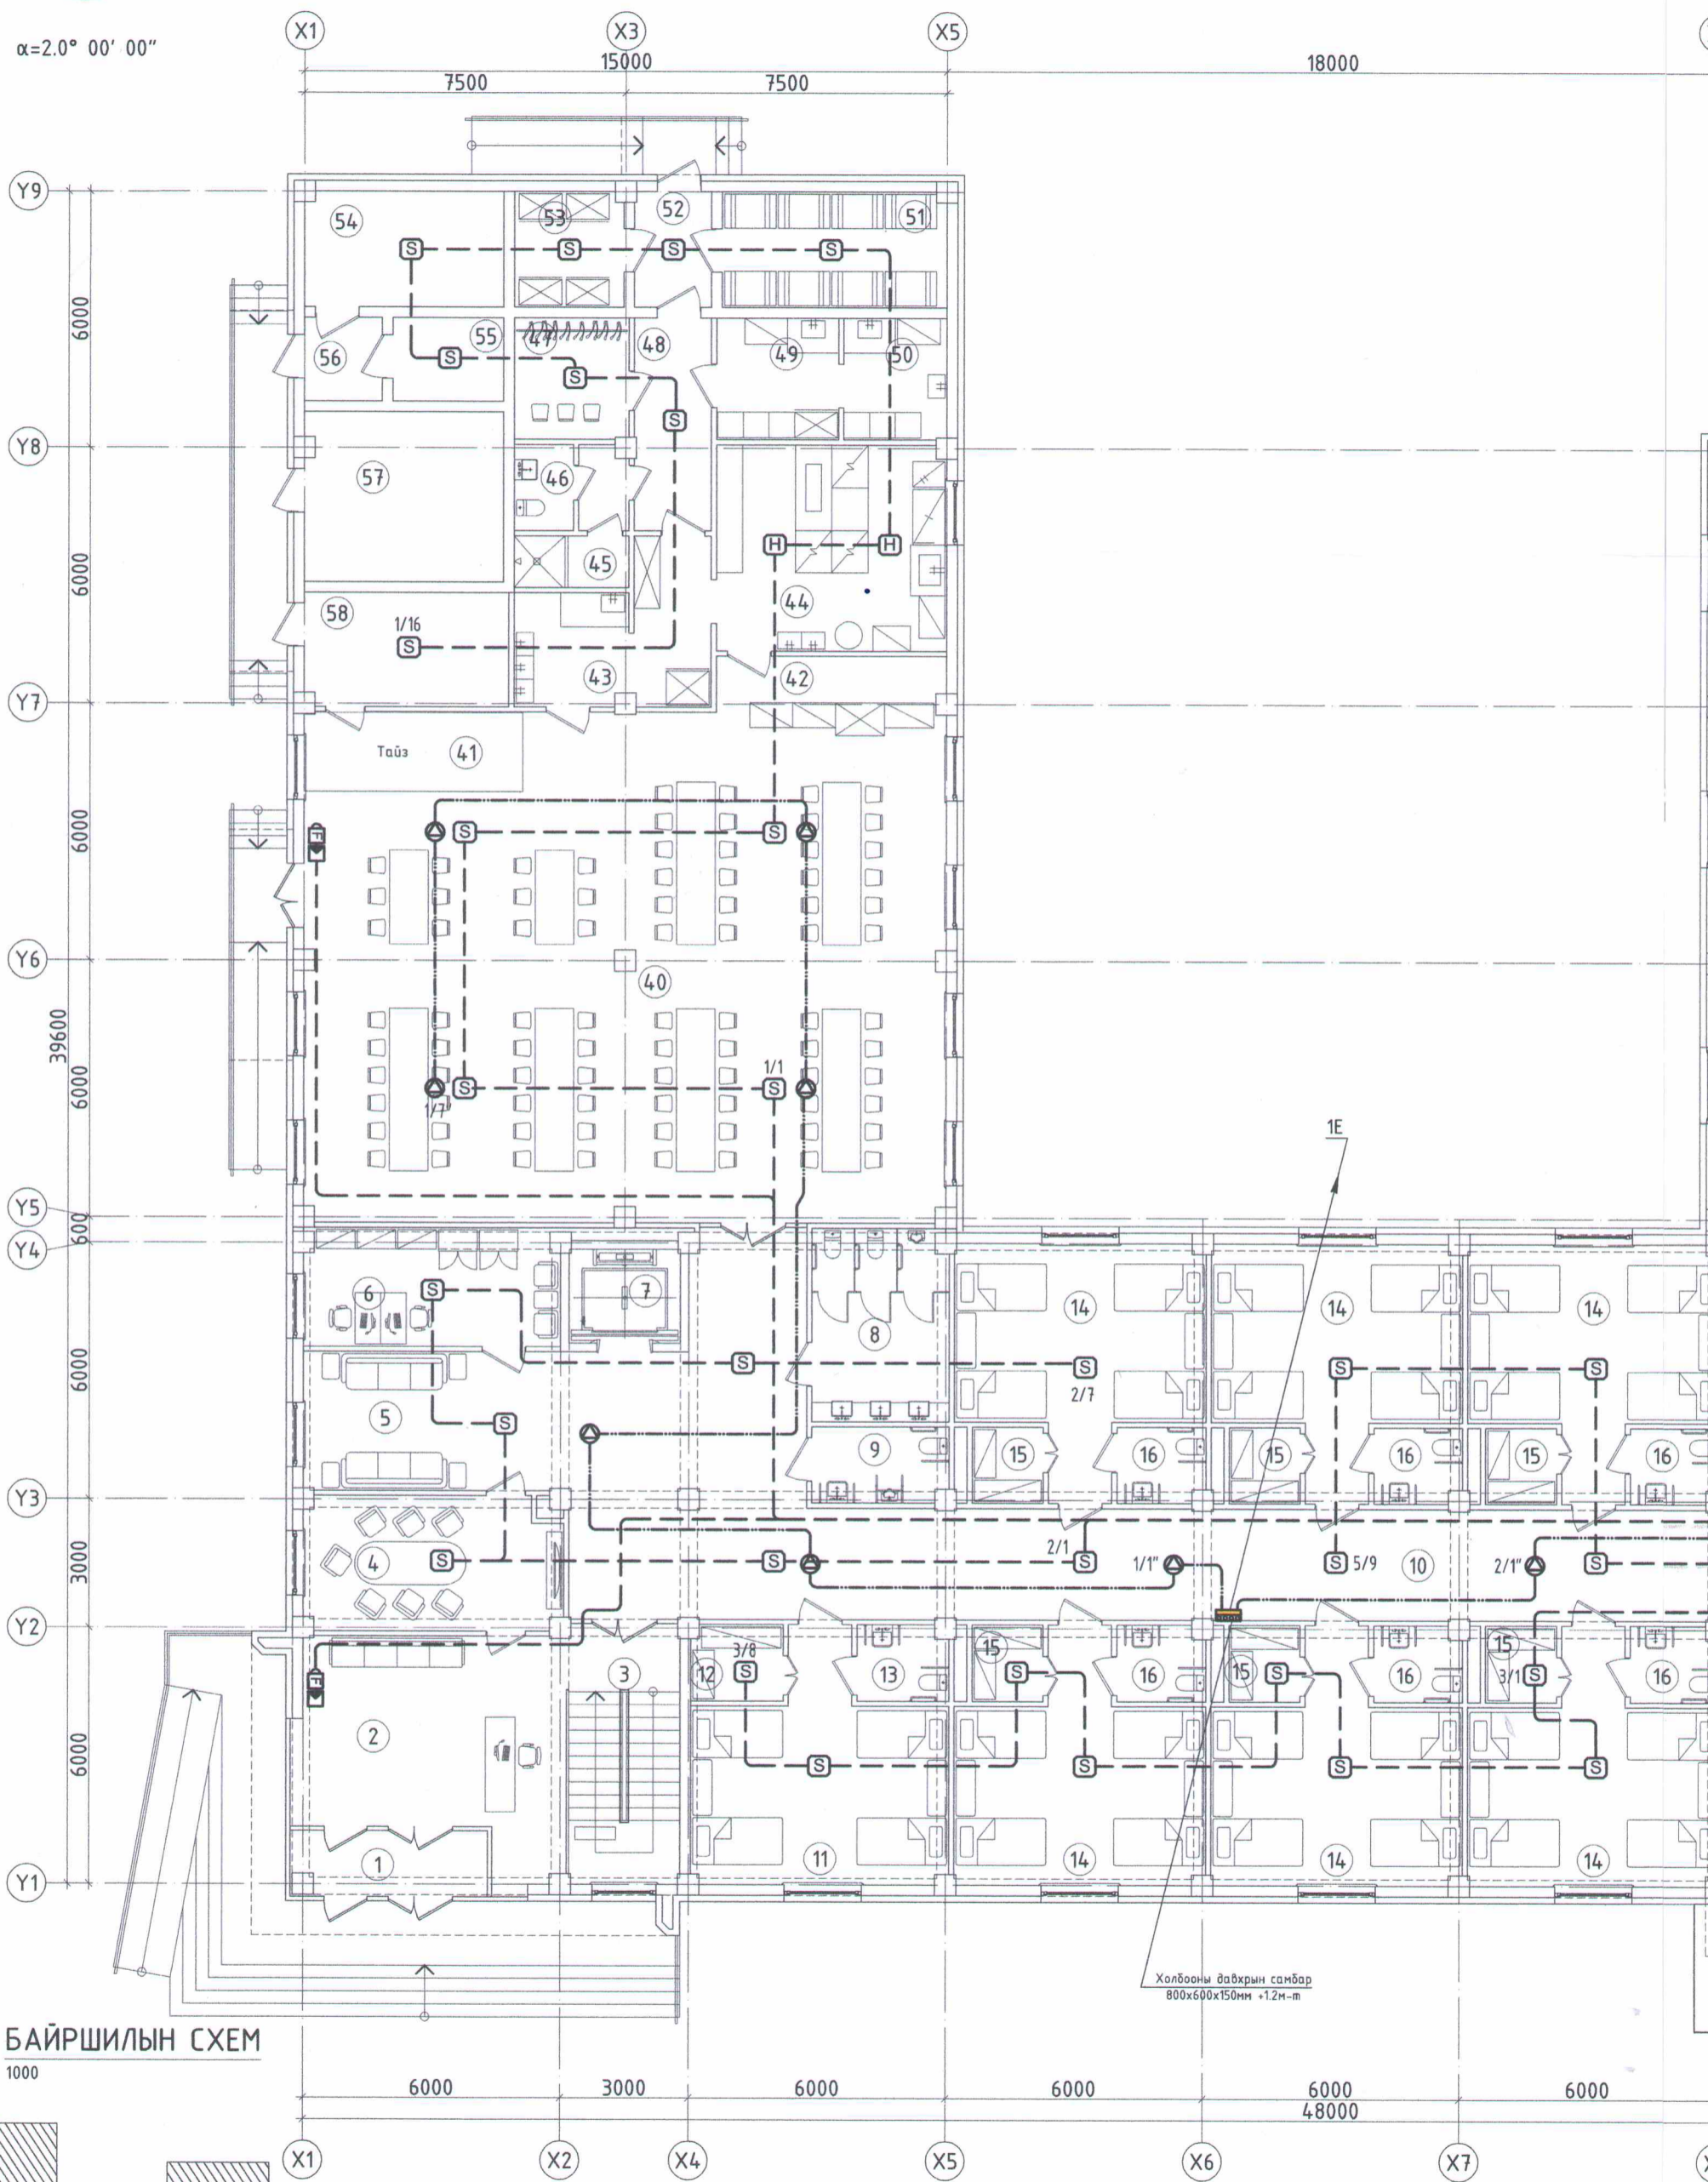 X1 X3 X5
α=2.0° 00' 00"
15000 18000
7500 7500
Y9
54 53 52 51
S S S S
6000
56 55 47 48 49 50
S S
S
Y8
57 46
H H
6000 45
44
58
1/16
S
43 42
Y7
Тайз 41
6000
F S S
Y6
40
39600
6000
1/1
S S
1/7"
1E
Y5
600
Y4
6 S 7 14 14 14
8
6000 S S S S
2/7
5 S
9 15 16 15 16 15 16
Y3
3000
2/1
4 S S S 1/1" S 5/9 10 2/1" S
Y2
3 3/8 15 15
F 12 S 13 S 16 15 S 16 3/1 S 16
2
6000 S S S S
1 11 14 14 14
Y1
Холбооны давхрын самбар
800x600x150мм +1.2м-т
БАЙРШИЛЫН СХЕМ
1000
6000 3000 6000 6000 6000 6000
48000
X1 X2 X4 X5 X6 X7